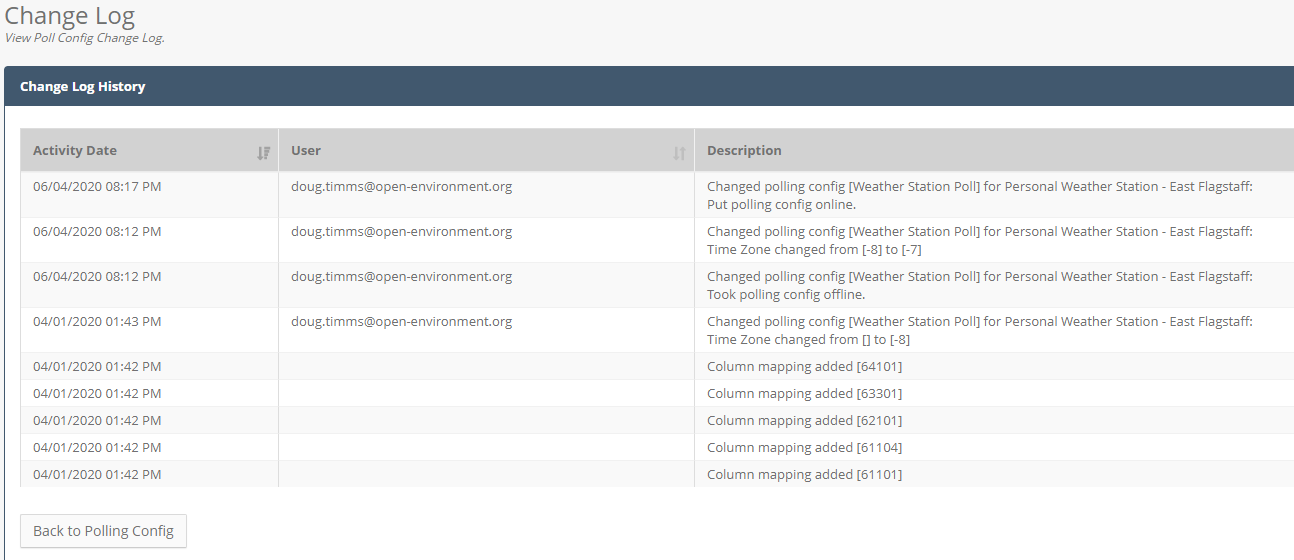 Change Log
View Poll Config Change Log.
Change Log History
Activity Date User Description
06/04/2020 08:17 PM doug.timms@open-environment.org Changed polling config [Weather Station Poll] for Personal Weather Station - East Flagstaff:
Put polling config online.
06/04/2020 08:12 PM doug.timms@open-environment.org Changed polling config [Weather Station Poll] for Personal Weather Station - East Flagstaff:
Time Zone changed from [-8] to [-7]
06/04/2020 08:12 PM doug.timms@open-environment.org Changed polling config [Weather Station Poll] for Personal Weather Station - East Flagstaff:
Took polling config offline.
04/01/2020 01:43 PM doug.timms@open-environment.org Changed polling config [Weather Station Poll] for Personal Weather Station - East Flagstaff:
Time Zone changed from [] to [-8]
04/01/2020 01:42 PM Column mapping added [64101]
04/01/2020 01:42 PM Column mapping added [63301]
04/01/2020 01:42 PM Column mapping added [62101]
04/01/2020 01:42 PM Column mapping added [61104]
04/01/2020 01:42 PM Column mapping added [61101]
Back to Polling Config